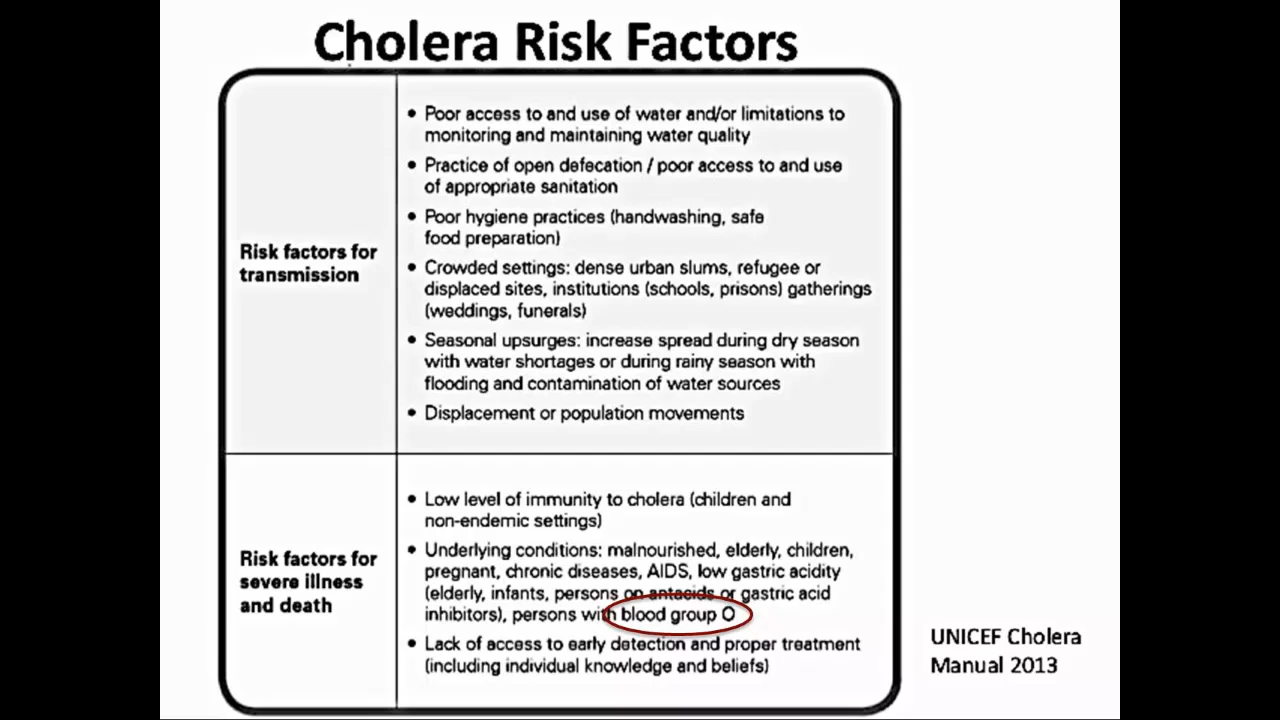 Cholera Risk Factors
Risk factors for
transmission
• Poor access to and use of water and/or limitations to
monitoring and maintaining water quality
• Practice of open defecation / poor access to and use
of appropriate sanitation
• Poor hygiene practices (handwashing, safe
food preparation)
• Crowded settings: dense urban slums, refugee or
displaced sites, institutions (schools, prisons) gatherings
(weddings, funerals)
• Seasonal upsurges: increase spread during dry season
with water shortages or during rainy season with
flooding and contamination of water sources
• Displacement or population movements
Risk factors for
severe illness
and death
• Low level of immunity to cholera (children and
non-endemic settings)
• Underlying conditions: malnourished, elderly, children,
pregnant, chronic diseases, AIDS, low gastric acidity
(elderly, infants, persons on antacids or gastric acid
inhibitors), persons with blood group O
• Lack of access to early detection and proper treatment
(including individual knowledge and beliefs)
UNICEF Cholera
Manual 2013